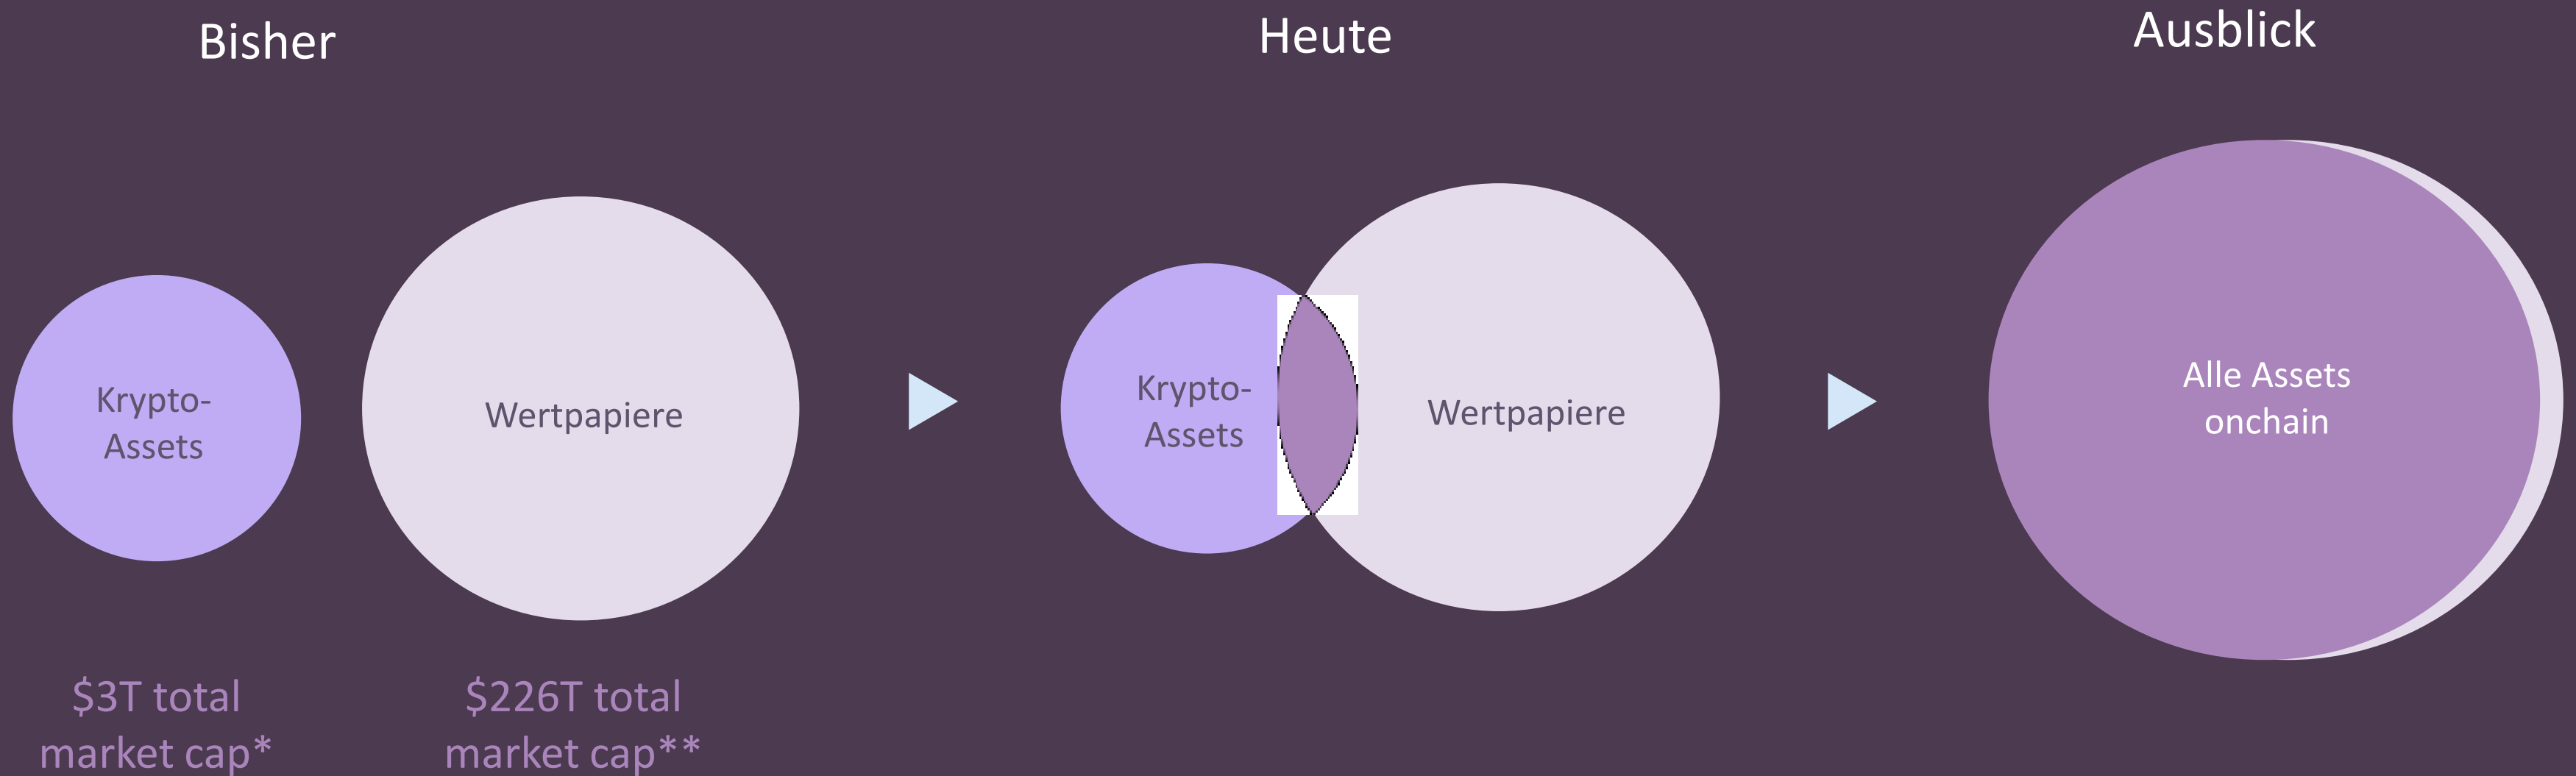 Bisher
Heute
Ausblick
Krypto-
Assets
Wertpapiere
Krypto-
Assets
Wertpapiere
Alle Assets
onchain
$3T total
market cap*
$226T total
market cap**